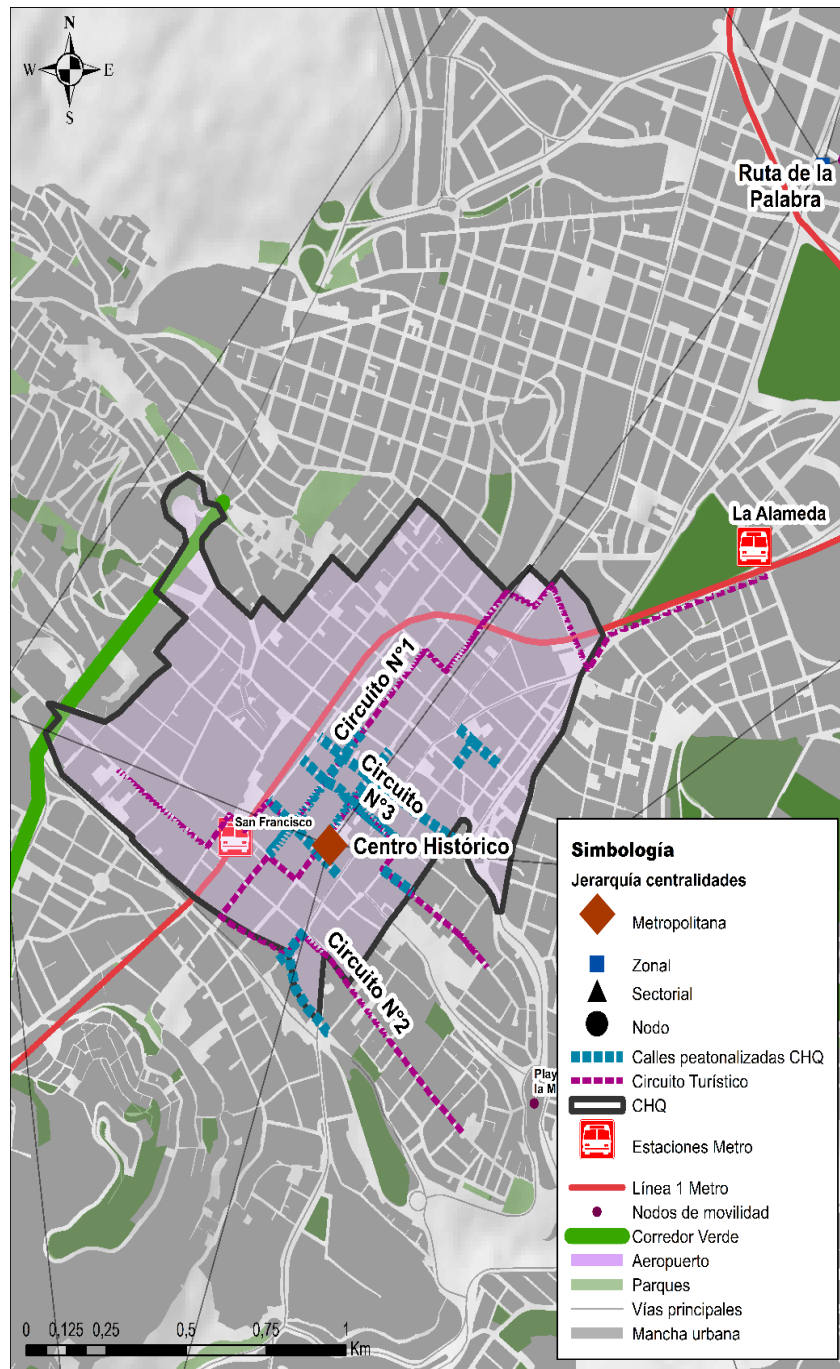 N
W E
S
Ruta de la
Palabra
La Alameda
Circuito N°1
Circuito
N°3
San Francisco
Centro Histórico
Circuito N°2
Play
la M
Simbología
Jerarquía centralidades
Metropolitana
Zonal
Sectorial
Nodo
Calles peatonalizadas CHQ
Circuito Turístico
CHQ
Estaciones Metro
Línea 1 Metro
Nodos de movilidad
Corredor Verde
Aeropuerto
Parques
Vías principales
Mancha urbana
0 0,125 0,25 0,5 0,75 1
Km